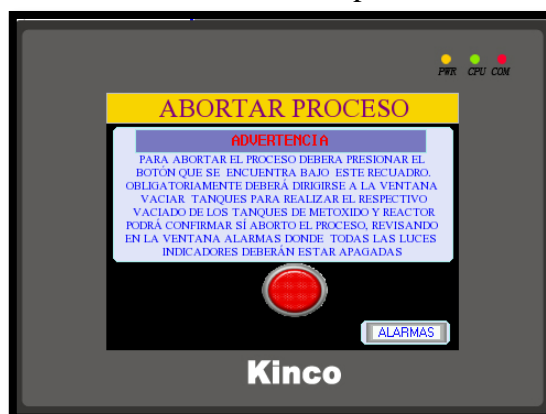 PWR CPU COM
ABORTAR PROCESO
ADVERTENCIA
PARA ABORTAR EL PROCESO DEBERA PRESIONAR EL
BOTÓN QUE SE ENCUENTRA BAJO ESTE RECUADRO.
OBLIGATORIAMENTE DEBERÁ DIRIGIRSE A LA VENTANA
VACIAR TANQUES PARA REALIZAR EL RESPECTIVO
VACIADO DE LOS TANQUES DE METOXIDO Y REACTOR
PODRÁ CONFIRMAR SÍ ABORTO EL PROCESO, REVISANDO
EN LA VENTANA ALARMAS DONDE TODAS LAS LUCES
INDICADORES DEBERÁN ESTAR APAGADAS
ALARMAS
Kinco